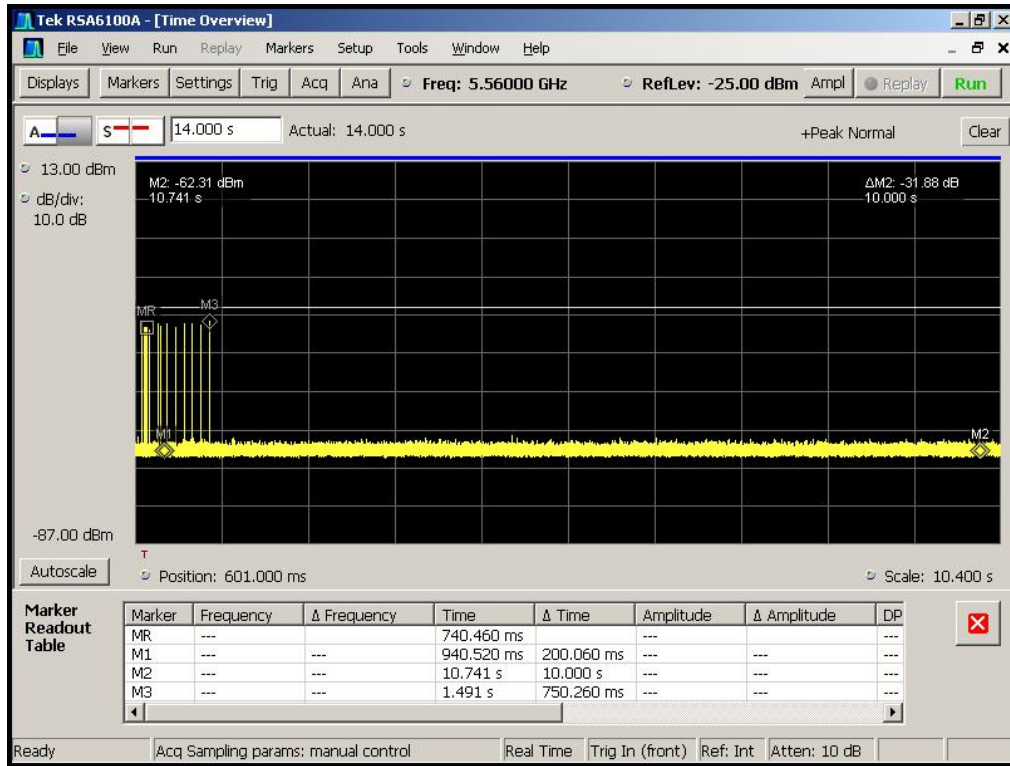 Tek RSA6100A - [Time Overview]
File View Run Replay Markers Setup Tools Window Help
Displays Markers Settings Trig Acq Ana Freq: 5.56000 GHz RefLev: -25.00 dBm Ampl Replay Run
A S 14.000 s Actual: 14.000 s +Peak Normal Clear
13.00 dBm
dB/div:
10.0 dB
M2: -62.31 dBm
10.741 s
ΔM2: -31.88 dB
10.000 s
MR M3
M1 M2
-87.00 dBm
T
Autoscale Position: 601.000 ms Scale: 10.400 s
Marker
Readout
Table
Marker Frequency Δ Frequency Time Δ Time Amplitude Δ Amplitude DP
MR --- 740.460 ms --- ---
M1 --- --- 940.520 ms 200.060 ms --- --- ---
M2 --- --- 10.741 s 10.000 s --- --- ---
M3 --- --- 1.491 s 750.260 ms --- --- ---
Ready Acq Sampling params: manual control Real Time Trig In (front) Ref: Int Atten: 10 dB